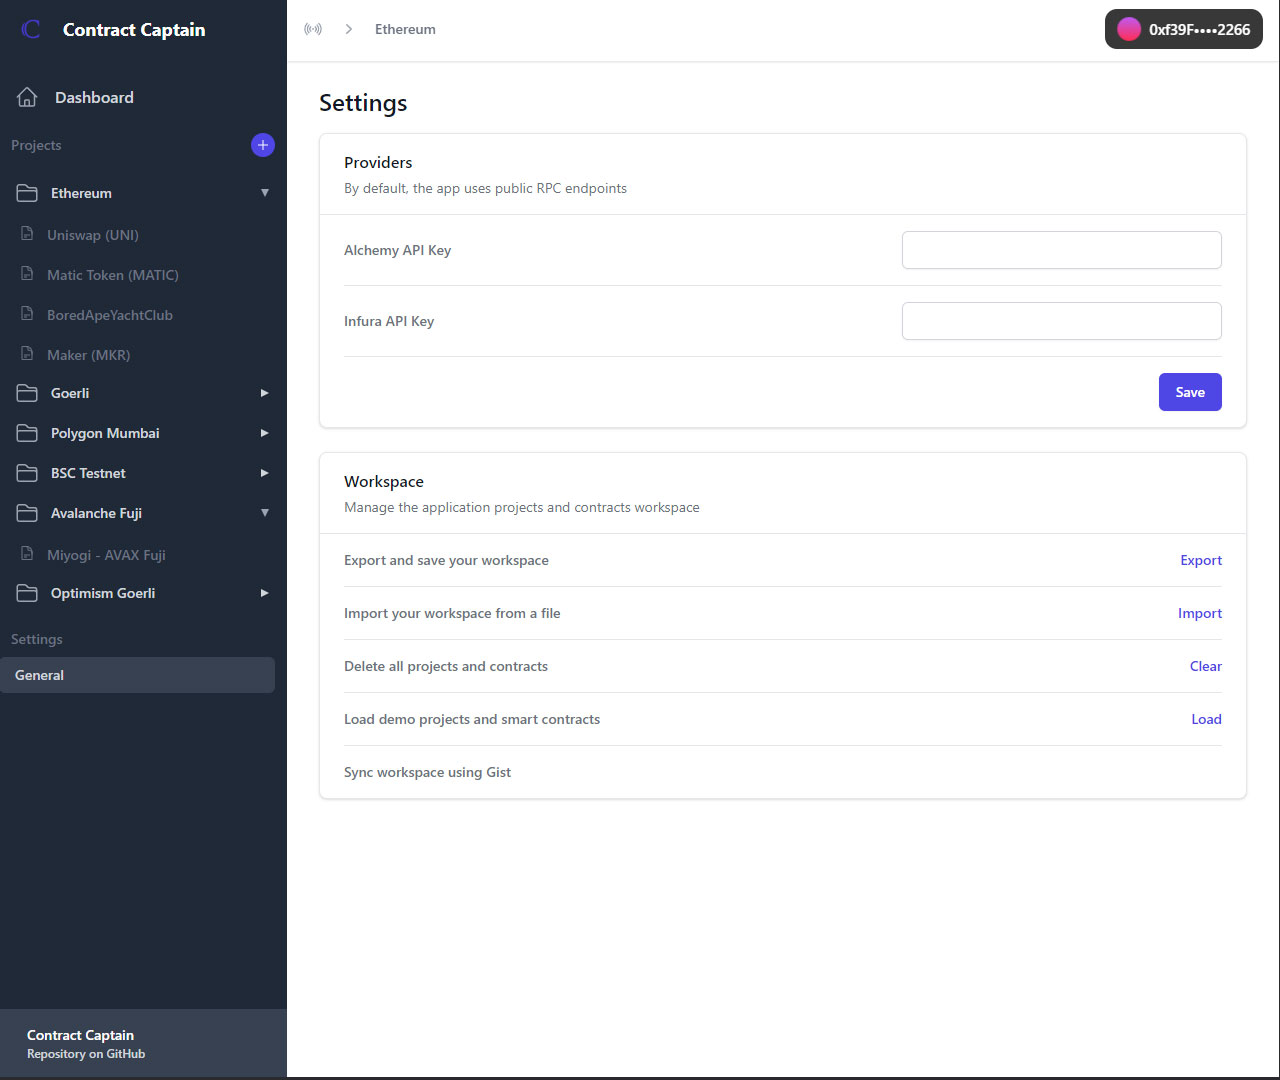 C Contract Captain
Dashboard
Projects
Ethereum
Uniswap (UNI)
Matic Token (MATIC)
BoredApeYachtClub
Maker (MKR)
Goerli
Polygon Mumbai
BSC Testnet
Avalanche Fuji
Miyogi - AVAX Fuji
Optimism Goerli
Settings
General
Contract Captain
Repository on GitHub
Ethereum
0xf39F••••2266
Settings
Providers
By default, the app uses public RPC endpoints
Alchemy API Key
Infura API Key
Save
Workspace
Manage the application projects and contracts workspace
Export and save your workspace Export
Import your workspace from a file Import
Delete all projects and contracts Clear
Load demo projects and smart contracts Load
Sync workspace using Gist